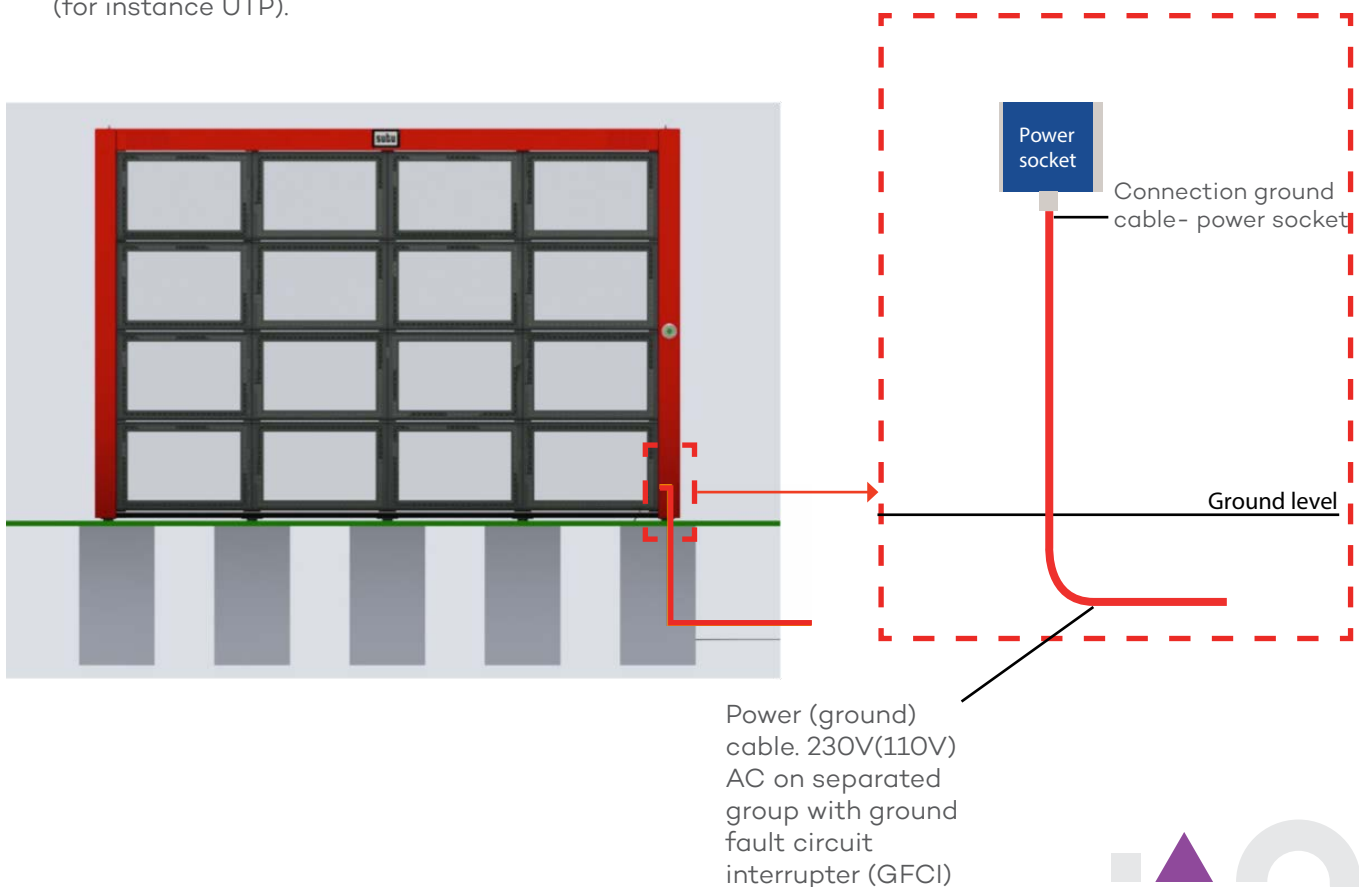 (for instance UTP).
sutu
Power
socket
Connection ground
cable- power socket
Ground level
Power (ground)
cable. 230V(110V)
AC on separated
group with ground
fault circuit
interrupter (GFCI)